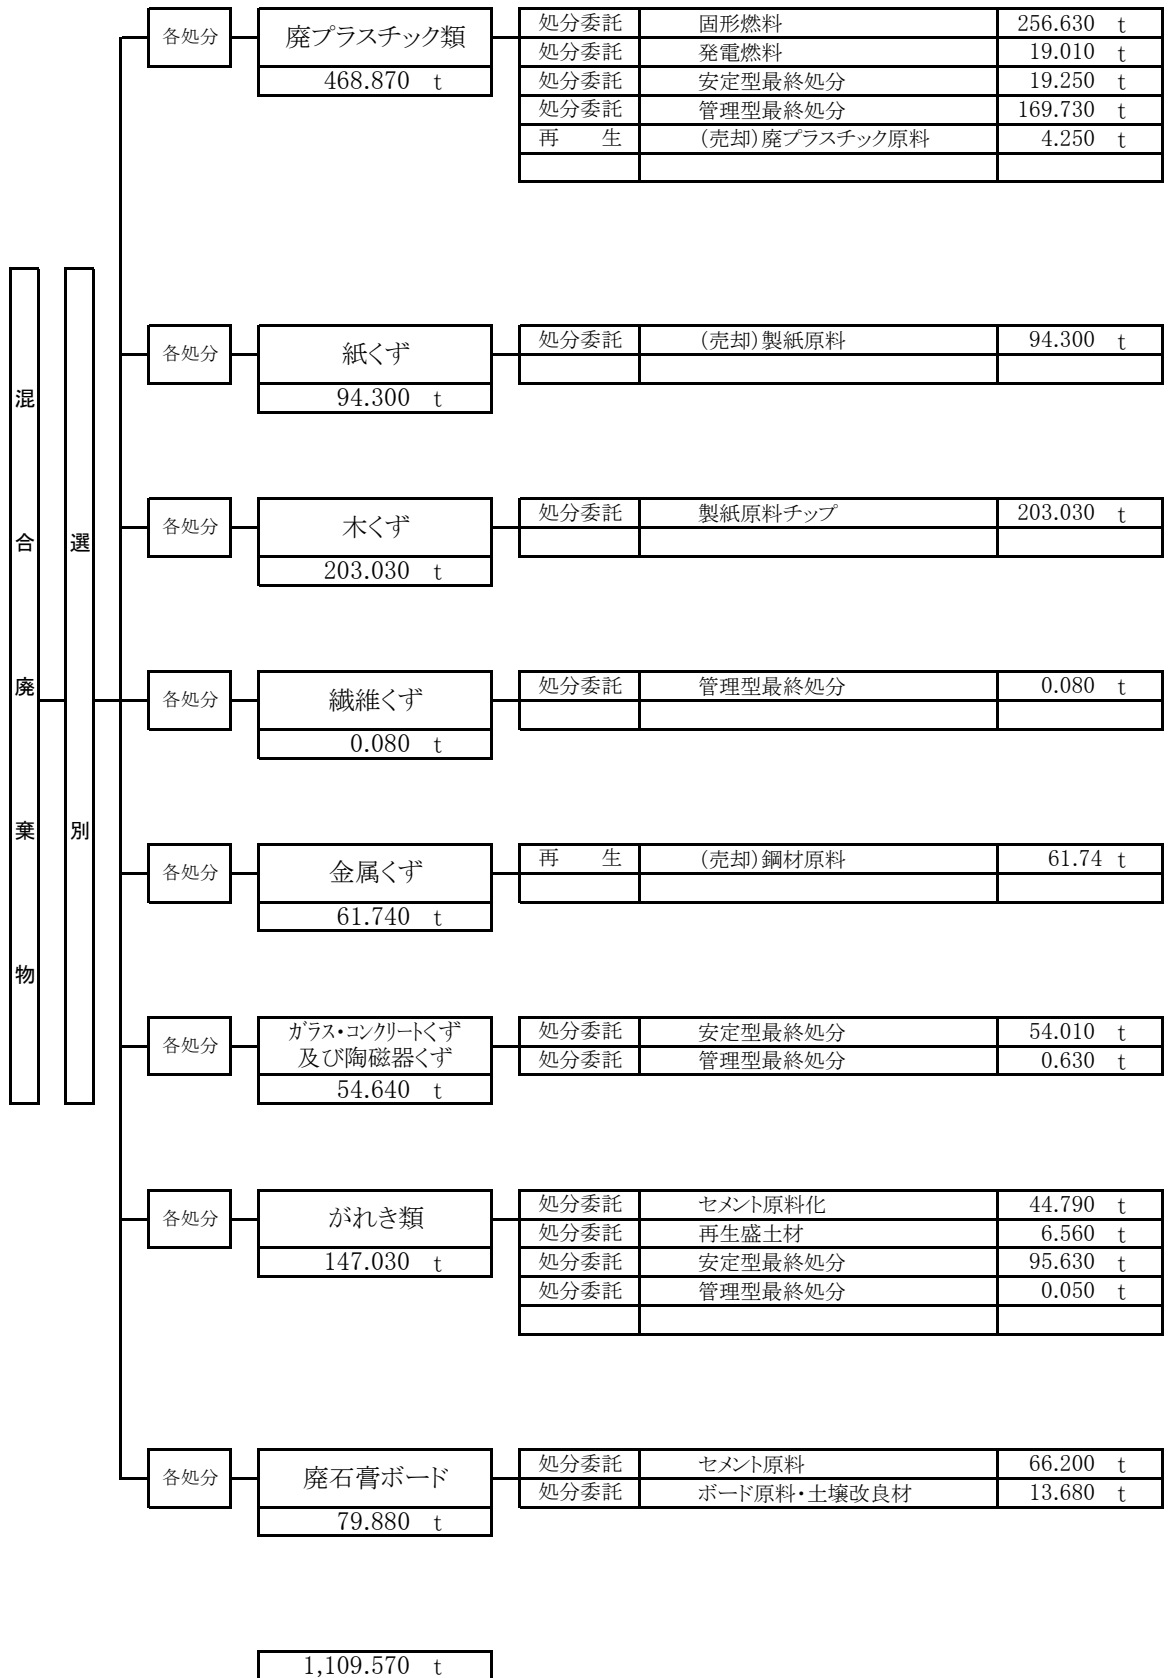 各処分 廃プラスチック類 処分委託 固形燃料 256.630 t
処分委託 発電燃料 19.010 t
468.870 t 処分委託 安定型最終処分 19.250 t
処分委託 管理型最終処分 169.730 t
再 生 (売却)廃プラスチック原料 4.250 t
混合廃棄物
選別
各処分 紙くず 処分委託 (売却)製紙原料 94.300 t
94.300 t
各処分 木くず 処分委託 製紙原料チップ 203.030 t
203.030 t
各処分 繊維くず 処分委託 管理型最終処分 0.080 t
0.080 t
各処分 金属くず 再 生 (売却)鋼材原料 61.74 t
61.740 t
各処分 ガラス・コンクリートくず 処分委託 安定型最終処分 54.010 t
及び陶磁器くず 処分委託 管理型最終処分 0.630 t
54.640 t
各処分 がれき類 処分委託 セメント原料化 44.790 t
処分委託 再生盛土材 6.560 t
147.030 t 処分委託 安定型最終処分 95.630 t
処分委託 管理型最終処分 0.050 t
各処分 廃石膏ボード 処分委託 セメント原料 66.200 t
処分委託 ボード原料・土壌改良材 13.680 t
79.880 t
1,109.570 t